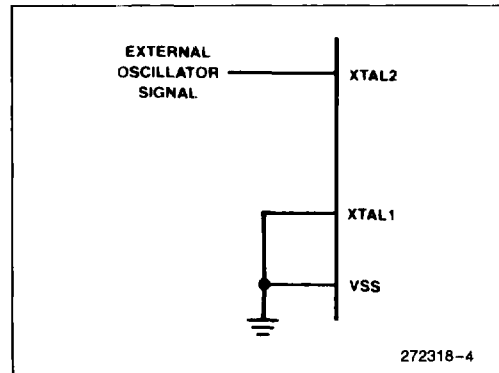 EXTERNAL
OSCILLATOR
SIGNAL
XTAL2
XTAL1
VSS
272318-4